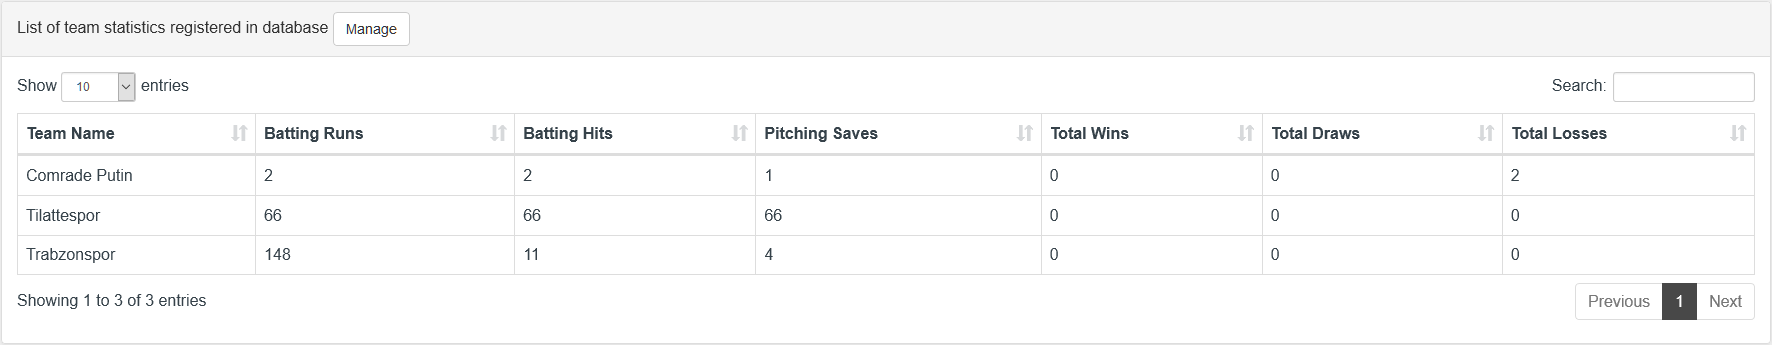 List of team statistics registered in database Manage
Show 10 entries Search:
Team Name Batting Runs Batting Hits Pitching Saves Total Wins Total Draws Total Losses
Comrade Putin 2 2 1 0 0 2
Tilattespor 66 66 66 0 0 0
Trabzonspor 148 11 4 0 0 0
Showing 1 to 3 of 3 entries Previous 1 Next